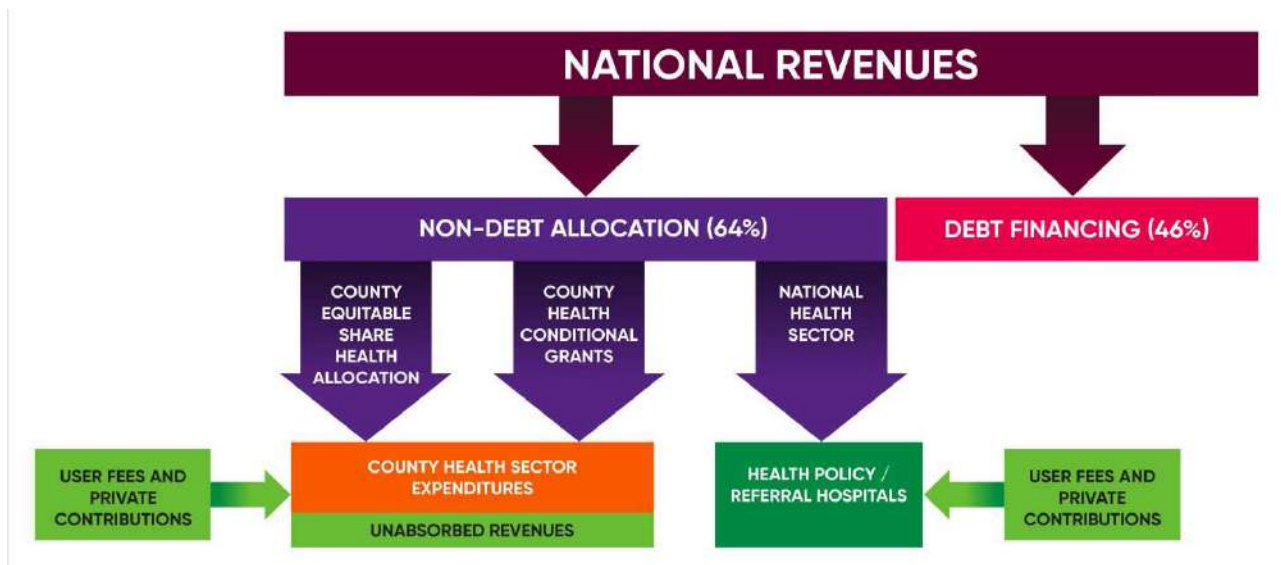 NATIONAL REVENUES
NON-DEBT ALLOCATION (64%)
DEBT FINANCING (46%)
COUNTY
EQUITABLE
SHARE
HEALTH
ALLOCATION
COUNTY
HEALTH
CONDITIONAL
GRANTS
NATIONAL
HEALTH
SECTOR
USER FEES AND
PRIVATE
CONTRIBUTIONS
COUNTY HEALTH SECTOR
EXPENDITURES
UNABSORBED REVENUES
HEALTH POLICY /
REFERRAL HOSPITALS
USER FEES AND
PRIVATE
CONTRIBUTIONS